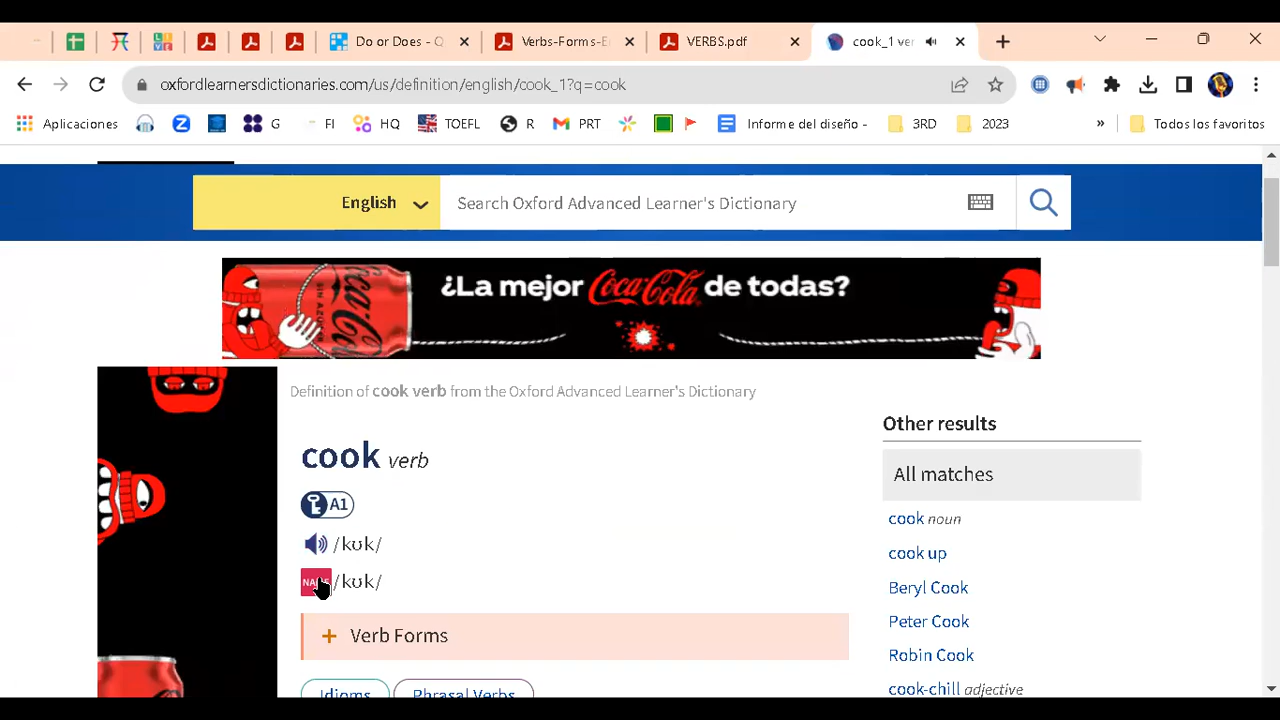 Do or Does - Q
Verbs-Forms-E
VERBS.pdf
cook_1 ver
oxfordlearnersdictionaries.com/us/definition/english/cook_1?q=cook
Aplicaciones
G
FI
HQ
TOEFL
R
PRT
Informe del diseño -
3RD
2023
»
Todos los favoritos
English
Search Oxford Advanced Learner's Dictionary
¿La mejor Coca-Cola de todas?
Coca-Cola
SIN AZÚCAR
Definition of cook verb from the Oxford Advanced Learner's Dictionary
cook verb
A1
/kʊk/
/kʊk/
+ Verb Forms
Idioms
Phrasal Verbs
Other results
All matches
cook noun
cook up
Beryl Cook
Peter Cook
Robin Cook
cook-chill adjective